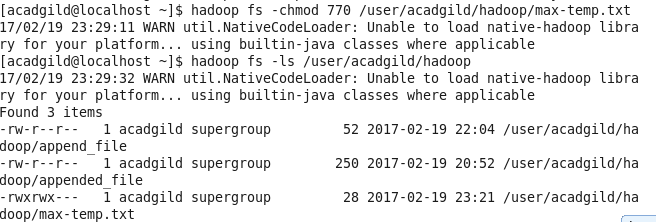 [acadgild@localhost ~]$ hadoop fs -chmod 770 /user/acadgild/hadoop/max-temp.txt
17/02/19 23:29:11 WARN util.NativeCodeLoader: Unable to load native-hadoop libra
ry for your platform... using builtin-java classes where applicable
[acadgild@localhost ~]$ hadoop fs -ls /user/acadgild/hadoop
17/02/19 23:29:32 WARN util.NativeCodeLoader: Unable to load native-hadoop libra
ry for your platform... using builtin-java classes where applicable
Found 3 items
-rw-r--r--   1 acadgild supergroup         52 2017-02-19 22:04 /user/acadgild/ha
doop/append_file
-rw-r--r--   1 acadgild supergroup        250 2017-02-19 20:52 /user/acadgild/ha
doop/appended_file
-rwxrwx---   1 acadgild supergroup         28 2017-02-19 23:21 /user/acadgild/ha
doop/max-temp.txt